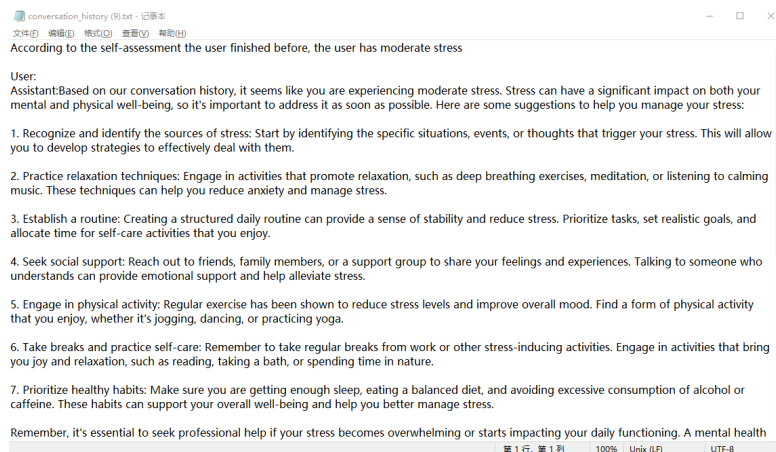 conversation_history (9).txt - 记事本
文件(F) 编辑(E) 格式(O) 查看(V) 帮助(H)
According to the self-assessment the user finished before, the user has moderate stress
User:
Assistant:Based on our conversation history, it seems like you are experiencing moderate stress. Stress can have a significant impact on both your
mental and physical well-being, so it's important to address it as soon as possible. Here are some suggestions to help you manage your stress:
1. Recognize and identify the sources of stress: Start by identifying the specific situations, events, or thoughts that trigger your stress. This will allow
you to develop strategies to effectively deal with them.
2. Practice relaxation techniques: Engage in activities that promote relaxation, such as deep breathing exercises, meditation, or listening to calming
music. These techniques can help you reduce anxiety and manage stress.
3. Establish a routine: Creating a structured daily routine can provide a sense of stability and reduce stress. Prioritize tasks, set realistic goals, and
allocate time for self-care activities that you enjoy.
4. Seek social support: Reach out to friends, family members, or a support group to share your feelings and experiences. Talking to someone who
understands can provide emotional support and help alleviate stress.
5. Engage in physical activity: Regular exercise has been shown to reduce stress levels and improve overall mood. Find a form of physical activity
that you enjoy, whether it's jogging, dancing, or practicing yoga.
6. Take breaks and practice self-care: Remember to take regular breaks from work or other stress-inducing activities. Engage in activities that bring
you joy and relaxation, such as reading, taking a bath, or spending time in nature.
7. Prioritize healthy habits: Make sure you are getting enough sleep, eating a balanced diet, and avoiding excessive consumption of alcohol or
caffeine. These habits can support your overall well-being and help you better manage stress.
Remember, it's essential to seek professional help if your stress becomes overwhelming or starts impacting your daily functioning. A mental health
第 1 行，第 1 列 100% Unix (LF) UTF-8